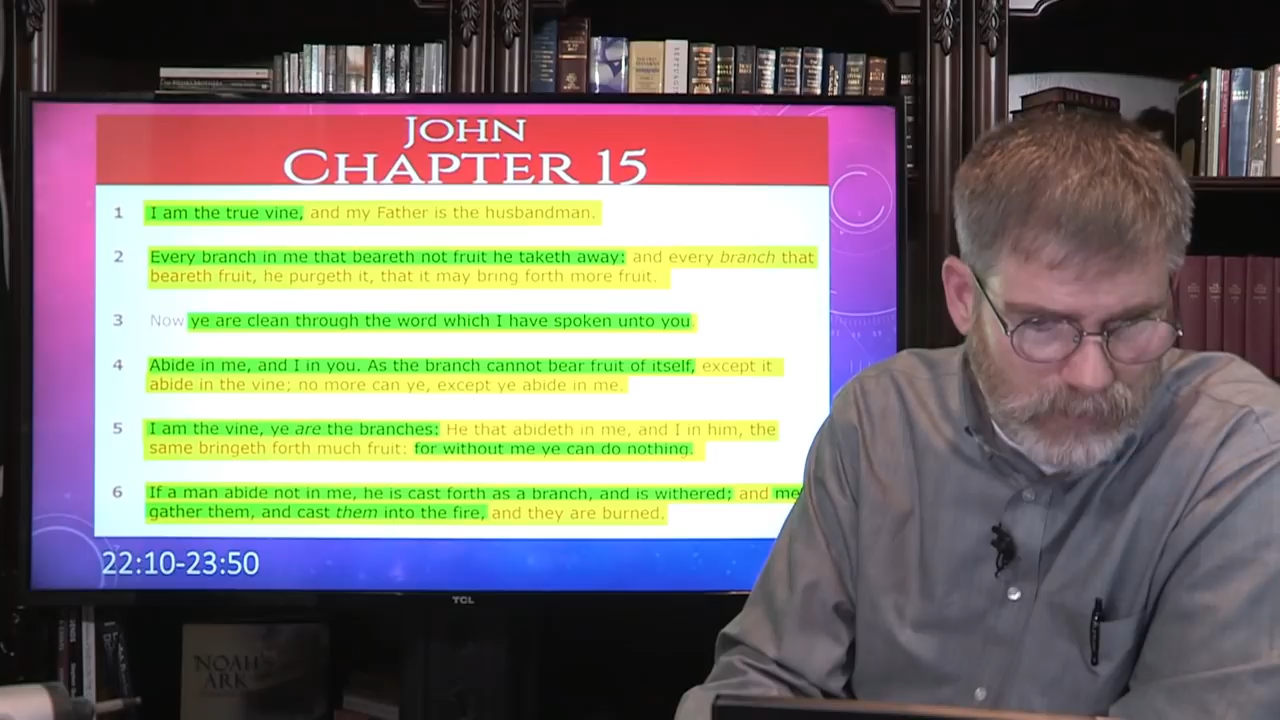 JOHN
CHAPTER 15
1 I am the true vine, and my Father is the husbandman.
2 Every branch in me that beareth not fruit he taketh away: and every branch that
beareth fruit, he purgeth it, that it may bring forth more fruit.
3 Now ye are clean through the word which I have spoken unto you.
4 Abide in me, and I in you. As the branch cannot bear fruit of itself, except it
abide in the vine; no more can ye, except ye abide in me.
5 I am the vine, ye are the branches: He that abideth in me, and I in him, the
same bringeth forth much fruit: for without me ye can do nothing.
6 If a man abide not in me, he is cast forth as a branch, and is withered; and me
gather them, and cast them into the fire, and they are burned.
22:10-23:50
TCL
NOAH'S
ARK